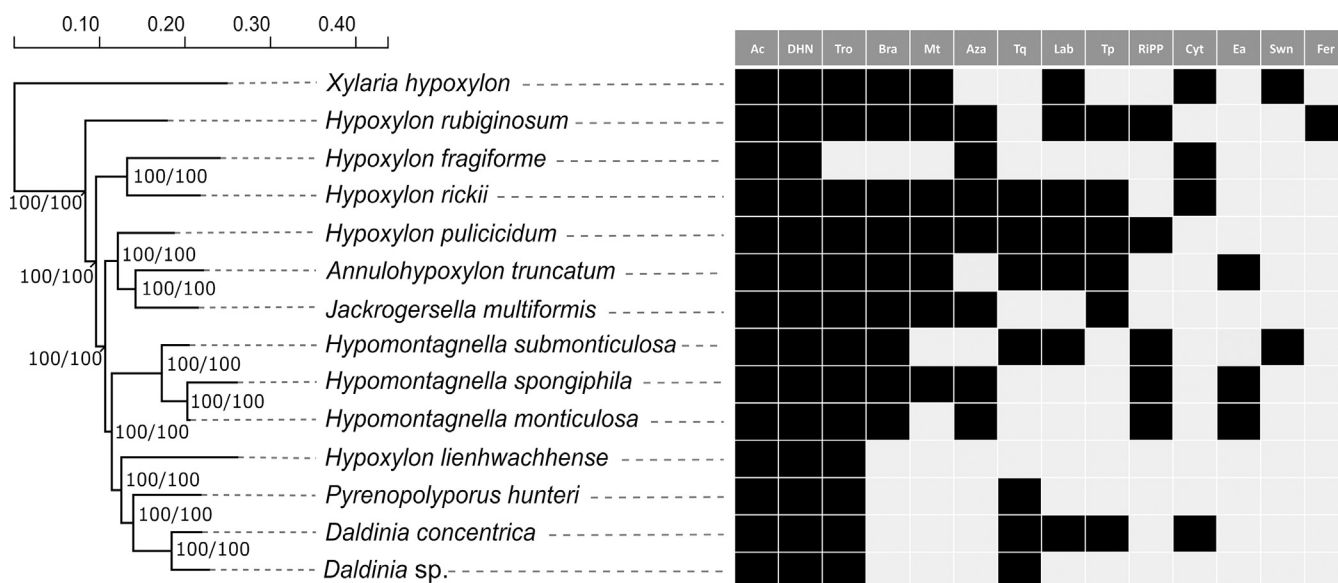 0.10 0.20 0.30 0.40
Ac DHN Tro Bra Mt Aza Tq Lab Tp RiPP Cyt Ea Swn Fer
Xylaria hypoxylon
Hypoxylon rubiginosum
Hypoxylon fragiforme
100/100
100/100
Hypoxylon rickii
Hypoxylon pulicicidum
100/100
100/100
Annulohypoxylon truncatum
100/100
Jackrogersella multiformis
Hypomontagnella submonticulosa
100/100
100/100
Hypomontagnella spongiphila
100/100
Hypomontagnella monticulosa
100/100
Hypoxylon lienhwachhense
100/100
Pyrenopolyporus hunteri
100/100
Daldinia concentrica
100/100
Daldinia sp.